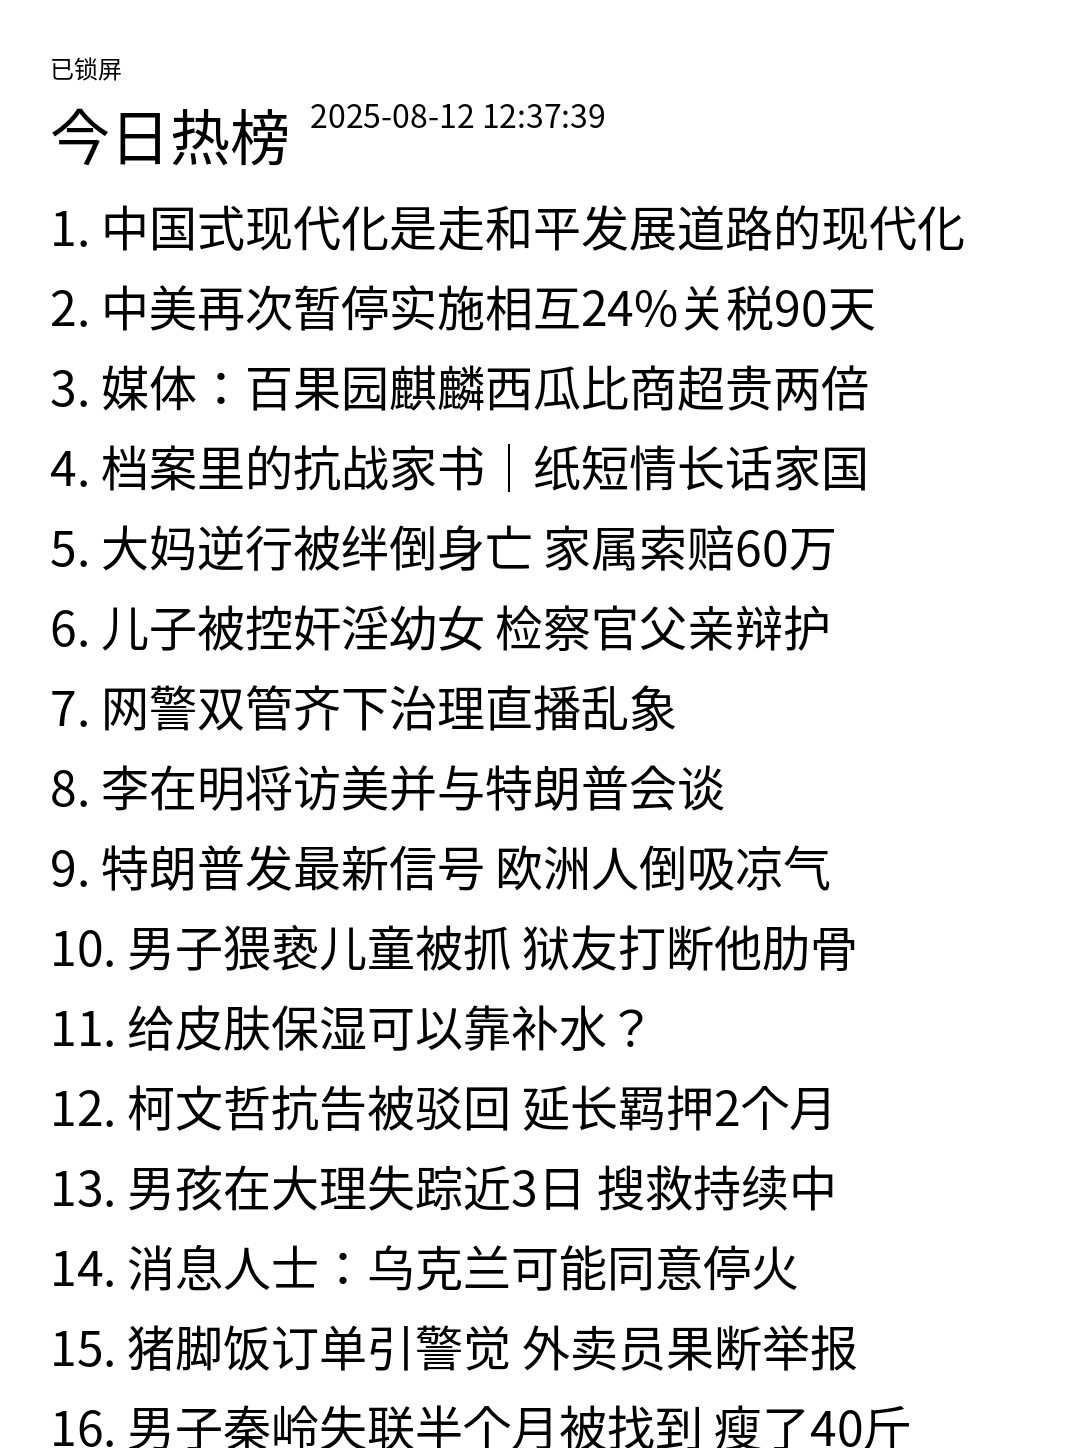 已锁屏
今日热榜 2025-08-12 12:37:39
1. 中国式现代化是走和平发展道路的现代化
2. 中美再次暂停实施相互24%关税90天
3. 媒体：百果园麒麟西瓜比商超贵两倍
4. 档案里的抗战家书｜纸短情长话家国
5. 大妈逆行被绊倒身亡 家属索赔60万
6. 儿子被控奸淫幼女 检察官父亲辩护
7. 网警双管齐下治理直播乱象
8. 李在明将访美并与特朗普会谈
9. 特朗普发最新信号 欧洲人倒吸凉气
10. 男子猥亵儿童被抓 狱友打断他肋骨
11. 给皮肤保湿可以靠补水？
12. 柯文哲抗告被驳回 延长羁押2个月
13. 男孩在大理失踪近3日 搜救持续中
14. 消息人士：乌克兰可能同意停火
15. 猪脚饭订单引警觉 外卖员果断举报
16. 男子秦岭失联半个月被找到 瘦了40斤